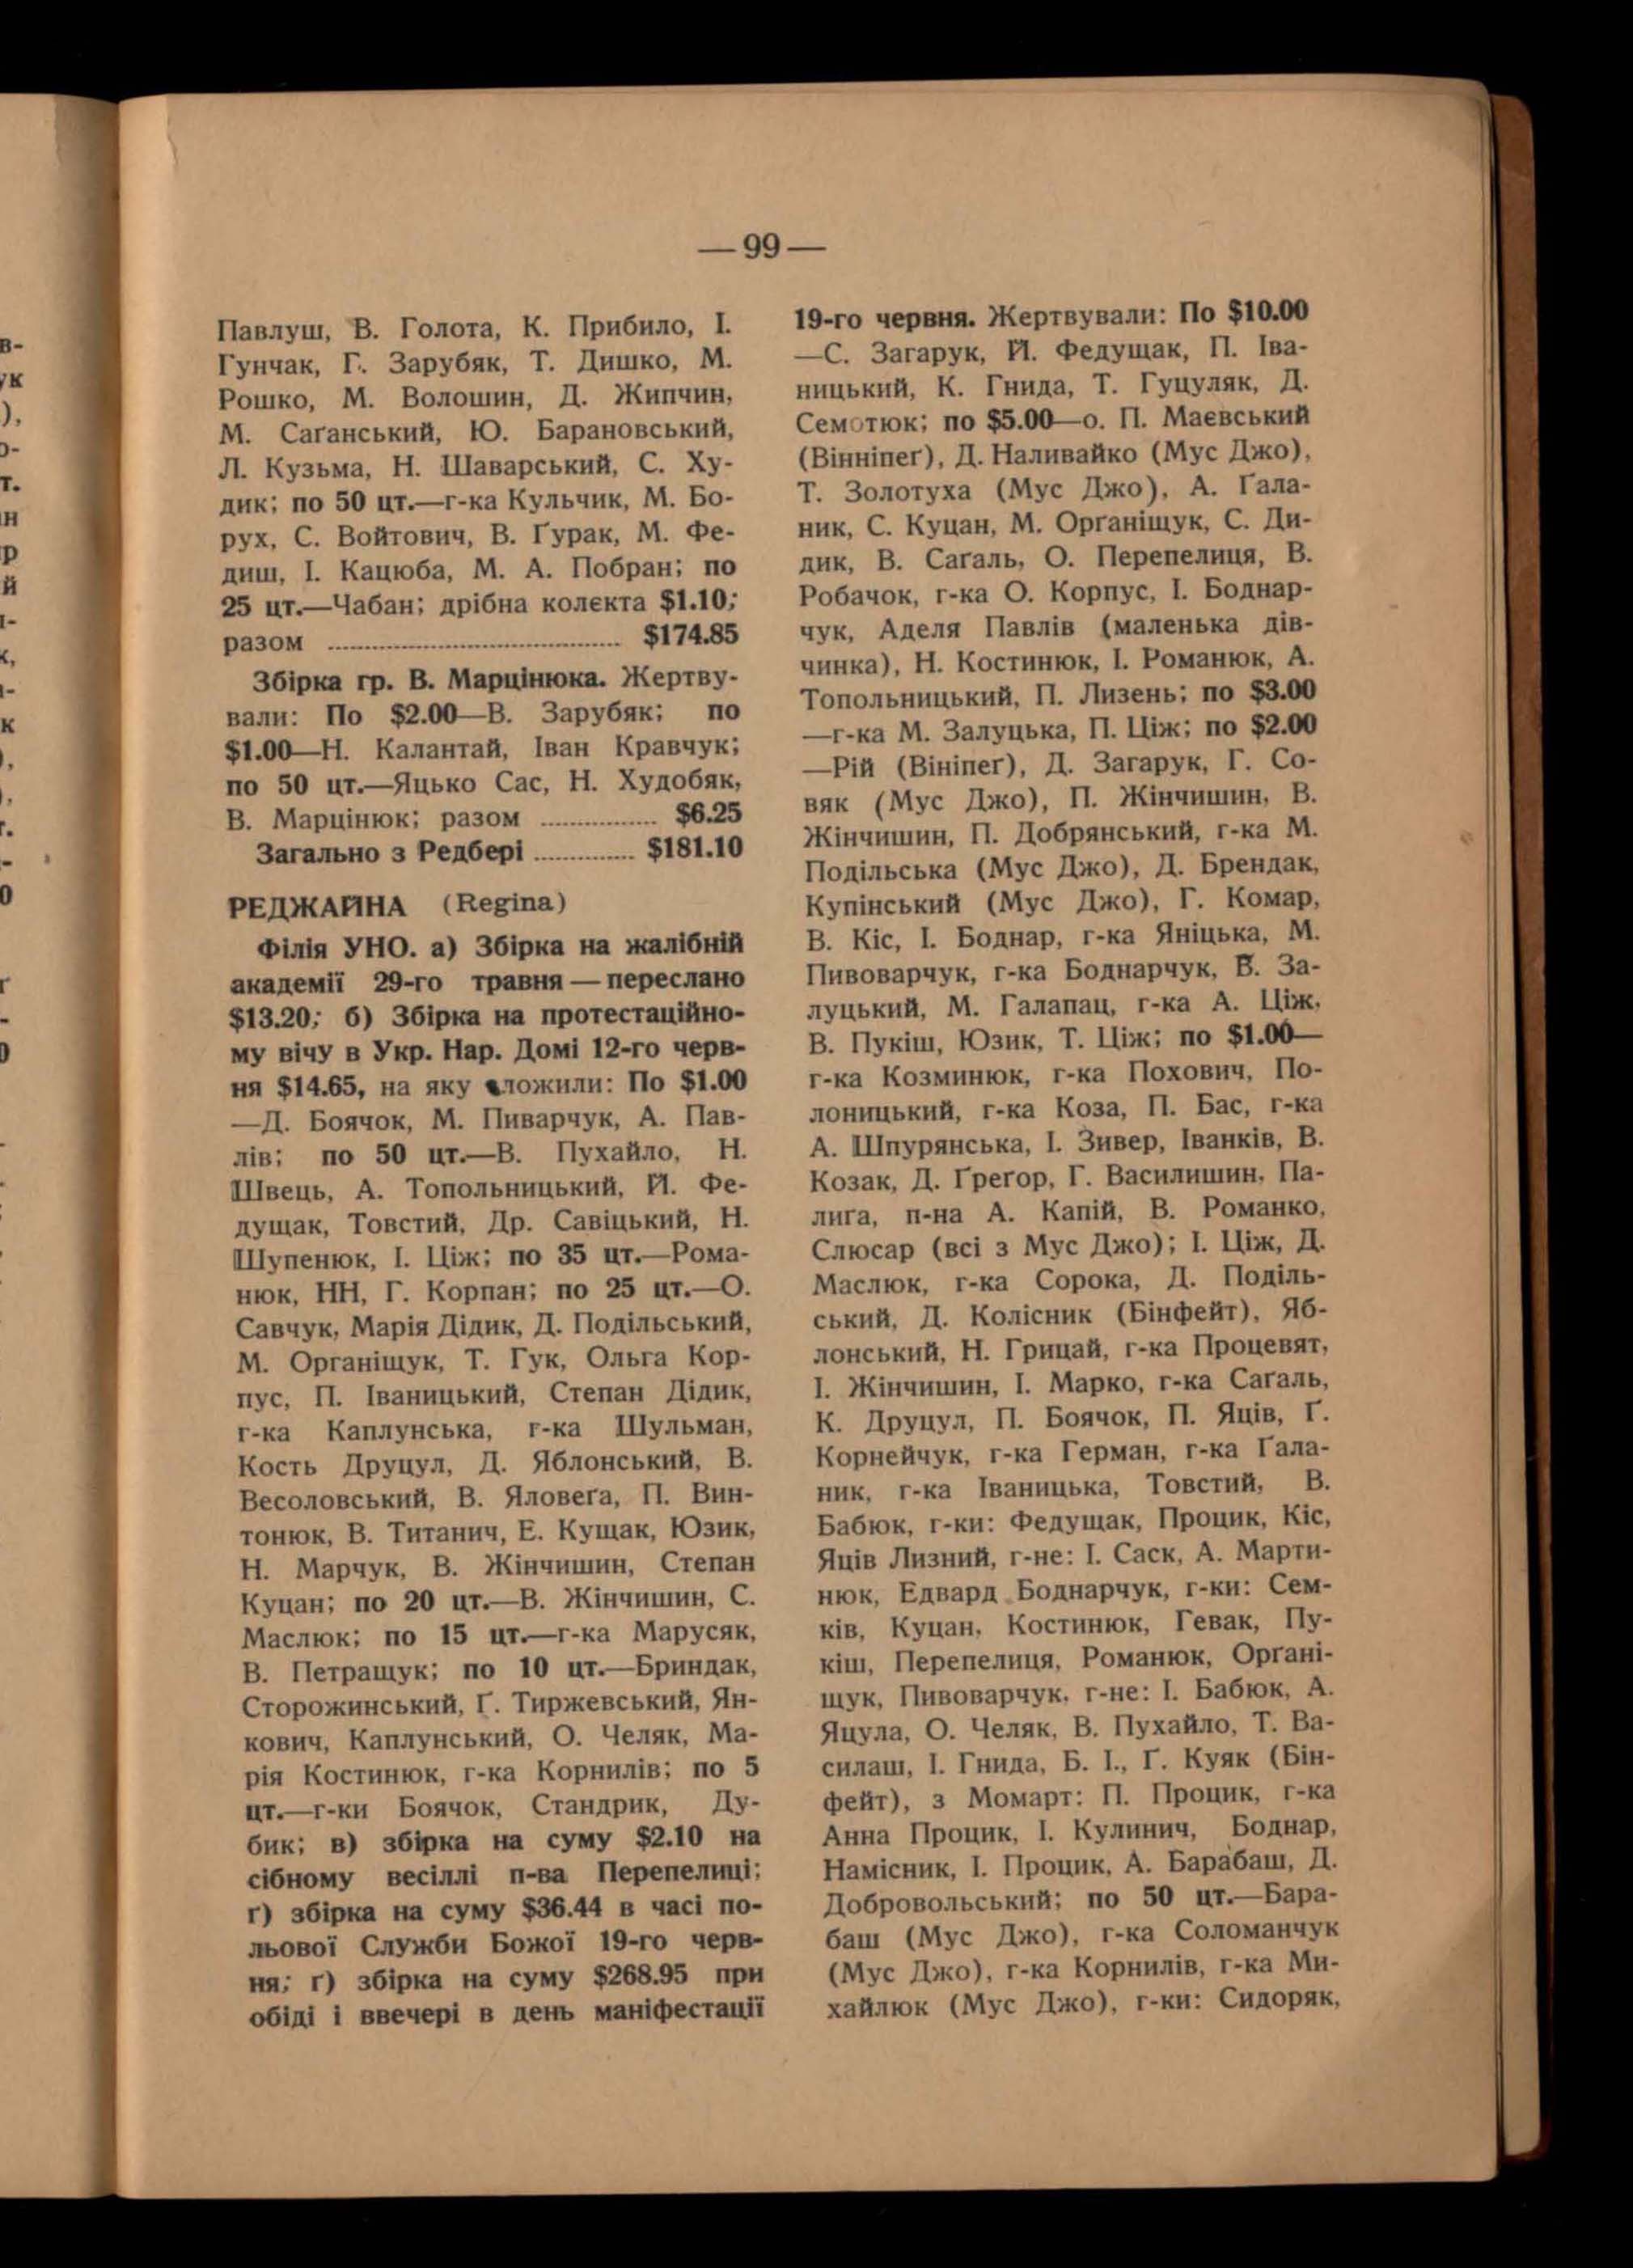 — 99 —
Павлуш, В. Голота, К. Прибило, І.
Гунчак, Г. Зарубяк, Т. Дишко, М.
Рошко, М. Волошин, Д. Жипчин,
М. Саґанський, Ю. Барановський,
Л. Кузьма, Н. Шаварський, С. Ху-
дик; по 50 цт.—г-ка Кульчик, М. Бо-
рух, С. Войтович, В. Ґурак, М. Фе-
диш, І. Кацюба, М. А. Побран; по
25 цт.—Чабан; дрібна колєкта $1.10;
разом ........ $174.85
Збірка гр. В. Марцінюка. Жертву-
вали: По $2.00—В. Зарубяк; по
$1.00—Н. Калантай, Іван Кравчук;
по 50 цт.—Яцько Сас, Н. Худобяк,
В. Марцінюк; разом ........ $6.25
Загально з Редбері ........ $181.10
РЕДЖАЙНА (Regina)
Філія УНО. а) Збірка на жалібній
академії 29-го травня — переслано
$13.20; б) Збірка на протестаційно-
му вічу в Укр. Нар. Домі 12-го черв-
ня $14.65, на яку зложили: По $1.00
—Д. Боячок, М. Пиварчук, А. Пав-
лів; по 50 цт.—В. Пухайло, Н.
Швець, А. Топольницький, Й. Фе-
дущак, Товстий, Др. Савіцький, Н.
Шупенюк, І. Ціж; по 35 цт.—Рома-
нюк, НН, Г. Корпан; по 25 цт.—О.
Савчук, Марія Дідик, Д. Подільський,
М. Органіщук, Т. Гук, Ольга Кор-
пус, П. Іваницький, Степан Дідик,
г-ка Каплунська, г-ка Шульман,
Кость Друцул, Д. Яблонський, В.
Весоловський, В. Яловеґа, П. Вин-
тонюк, В. Титанич, Е. Кущак, Юзик,
Н. Марчук, В. Жінчишин, Степан
Куцан; по 20 цт.—В. Жінчишин, С.
Маслюк; по 15 цт.—г-ка Марусяк,
В. Петращук; по 10 цт.—Бриндак,
Сторожинський, Ґ. Тиржевський, Ян-
кович, Каплунський, О. Челяк, Ма-
рія Костинюк, г-ка Корнилів; по 5
цт.—г-ки Боячок, Стандрик, Ду-
бик; в) збірка на суму $2.10 на
сібному весіллі п-ва Перепелиці;
г) збірка на суму $36.44 в часі по-
льової Служби Божої 19-го черв-
ня; ґ) збірка на суму $268.95 при
обіді і ввечері в день маніфестації
19-го червня. Жертвували: По $10.00
—С. Загарук, Й. Федущак, П. Іва-
ницький, К. Гнида, Т. Гуцуляк, Д.
Семотюк; по $5.00—о. П. Маєвський
(Вінніпеґ), Д. Наливайко (Мус Джо),
Т. Золотуха (Мус Джо), А. Ґала-
ник, С. Куцан, М. Орґаніщук, С. Ди-
дик, В. Саґаль, О. Перепелиця, В.
Робачок, г-ка О. Корпус, І. Боднар-
чук, Аделя Павлів (маленька дів-
чинка), Н. Костинюк, І. Романюк, А.
Топольницький, П. Лизень; по $3.00
—г-ка М. Залуцька, П. Ціж; по $2.00
—Рій (Вініпеґ), Д. Загарук, Г. Со-
вяк (Мус Джо), П. Жінчишин, В.
Жінчишин, П. Добрянський, г-ка М.
Подільська (Мус Джо), Д. Брендак,
Купінський (Мус Джо), Г. Комар,
В. Кіс, І. Боднар, г-ка Яніцька, М.
Пивоварчук, г-ка Боднарчук, В. За-
луцький, М. Галапац, г-ка А. Ціж,
В. Пукіш, Юзик, Т. Ціж; по $1.00—
г-ка Козминюк, г-ка Похович, По-
лоницький, г-ка Коза, П. Бас, г-ка
А. Шпурянська, І. Зивер, Іванків, В.
Козак, Д. Ґреґор, Г. Василишин, Па-
лиґа, п-на А. Капій, В. Романко,
Слюсар (всі з Мус Джо); І. Ціж, Д.
Маслюк, г-ка Сорока, Д. Поділь-
ський, Д. Колісник (Бінфейт), Яб-
лонський, Н. Грицай, г-ка Процевят,
І. Жінчишин, І. Марко, г-ка Саґаль,
К. Друцул, П. Боячок, П. Яців, Ґ.
Корнейчук, г-ка Герман, г-ка Ґала-
ник, г-ка Іваницька, Товстий, В.
Бабюк, г-ки: Федущак, Процик, Кіс,
Яців Лизний, г-не: І. Саск, А. Марти-
нюк, Едвард Боднарчук, г-ки: Сем-
ків, Куцан, Костинюк, Гевак, Пу-
кіш, Перепелиця, Романюк, Орґані-
щук, Пивоварчук, г-не: І. Бабюк, А.
Яцула, О. Челяк, В. Пухайло, Т. Ва-
силаш, І. Гнида, Б. І., Ґ. Куяк (Бін-
фейт), з Момарт: П. Процик, г-ка
Анна Процик, І. Кулинич, Боднар,
Намісник, І. Процик, А. Барабаш, Д.
Добровольський; по 50 цт.—Бара-
баш (Мус Джо), г-ка Соломанчук
(Мус Джо), г-ка Корнилів, г-ка Ми-
хайлюк (Мус Джо), г-ки: Сидоряк,